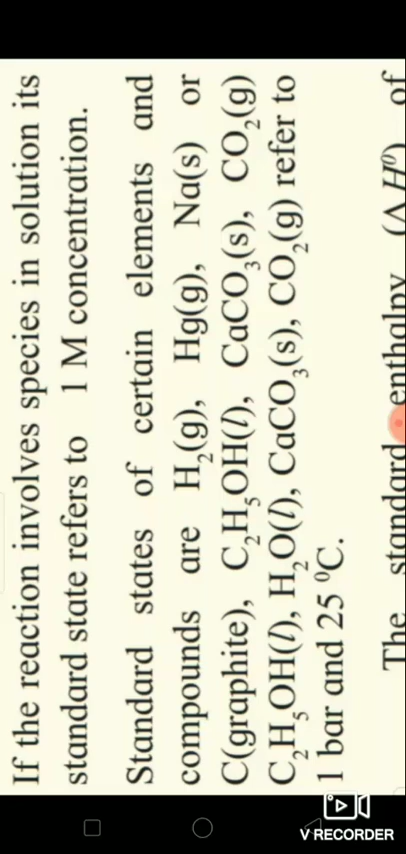 If the reaction involves species in solution its
standard state refers to 1 M concentration.
Standard states of certain elements and
compounds are H₂(g), Hg(g), Na(s) or
C(graphite), C₂H₅OH(l), CaCO₃(s), CO₂(g)
C₂H₅OH(l), H₂O(l), CaCO₃(s), CO₂(g) refer to
1 bar and 25 ⁰C.
The standard enthalpy (Δ H⁰) of
V RECORDER